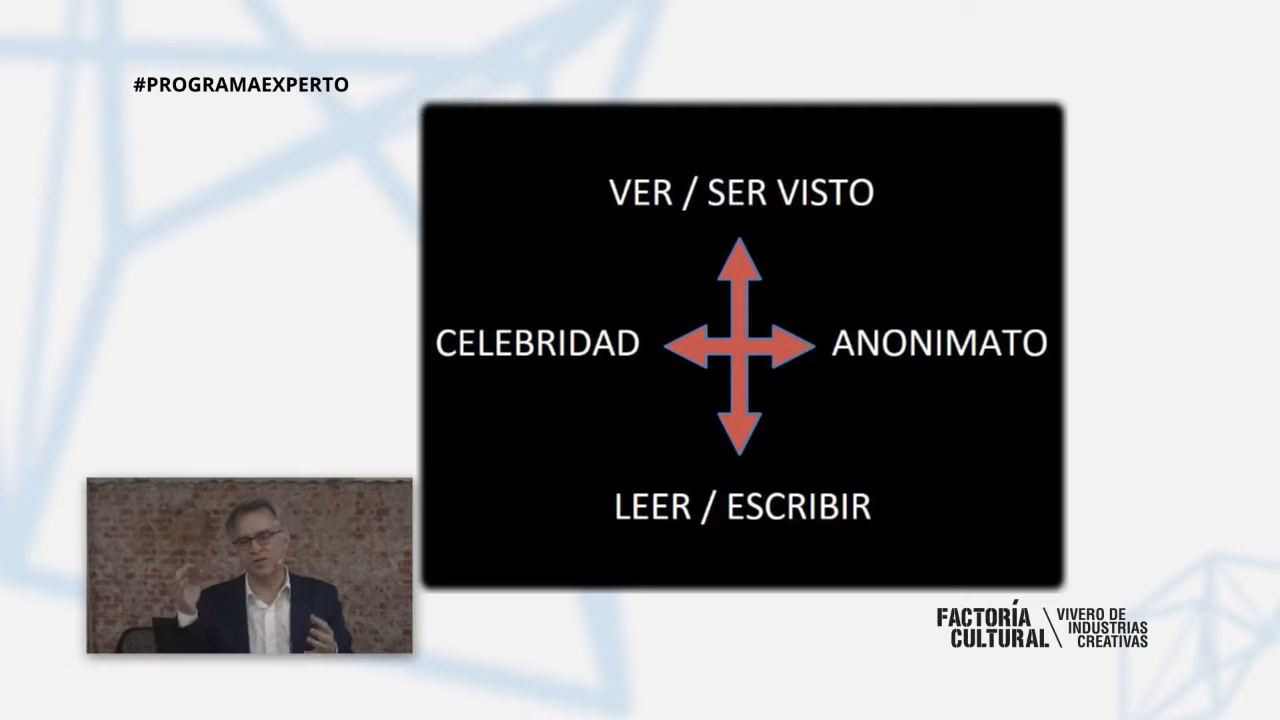 #PROGRAMAEXPERTO
VER / SER VISTO
CELEBRIDAD
ANONIMATO
LEER / ESCRIBIR
FACTORÍA
CULTURAL
VIVERO DE
INDUSTRIAS
CREATIVAS